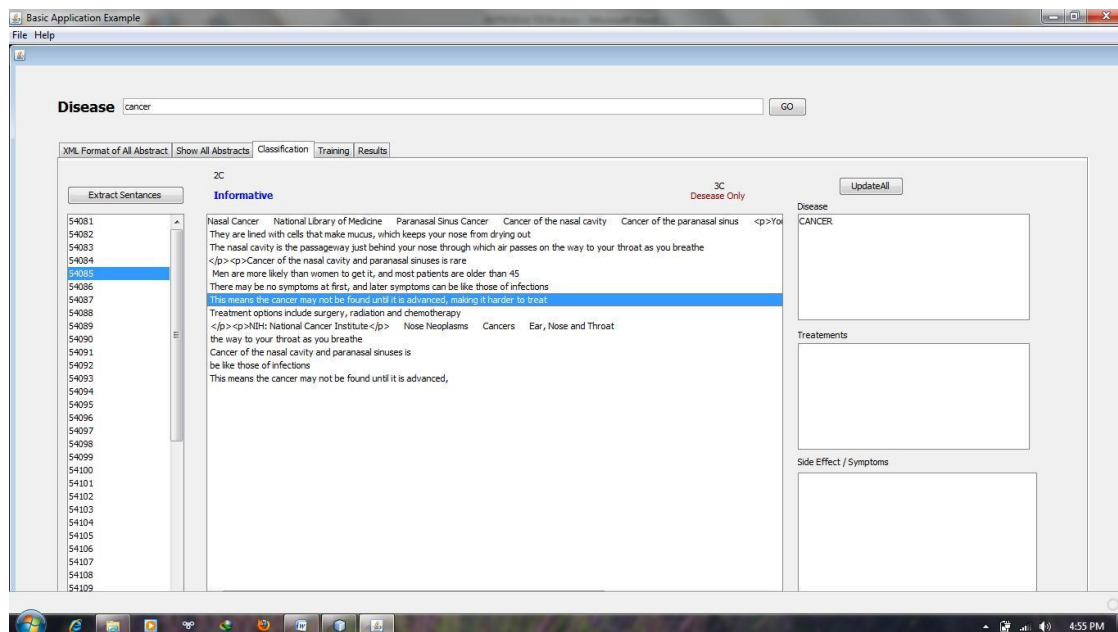 Basic Application Example
File Help
Disease cancer GO
XML Format of All Abstract Show All Abstracts Classification Training Results
2C
Extract Sentances
Informative
3C
Desease Only
UpdateAll
54081
54082
54083
54084
54085
54086
54087
54088
54089
54090
54091
54092
54093
54094
54095
54096
54097
54098
54099
54100
54101
54102
54103
54104
54105
54106
54107
54108
54109
Nasal Cancer National Library of Medicine Paranasal Sinus Cancer Cancer of the nasal cavity Cancer of the paranasal sinus <p>You
They are lined with cells that make mucus, which keeps your nose from drying out
The nasal cavity is the passageway just behind your nose through which air passes on the way to your throat as you breathe
</p><p>Cancer of the nasal cavity and paranasal sinuses is rare
Men are more likely than women to get it, and most patients are older than 45
There may be no symptoms at first, and later symptoms can be like those of infections
This means the cancer may not be found until it is advanced, making it harder to treat
Treatment options include surgery, radiation and chemotherapy
</p><p>NIH: National Cancer Institute</p> Nose Neoplasms Cancers Ear, Nose and Throat
the way to your throat as you breathe
Cancer of the nasal cavity and paranasal sinuses is
be like those of infections
This means the cancer may not be found until it is advanced,
Disease
CANCER
Treatements
Side Effect / Symptoms
4:55 PM